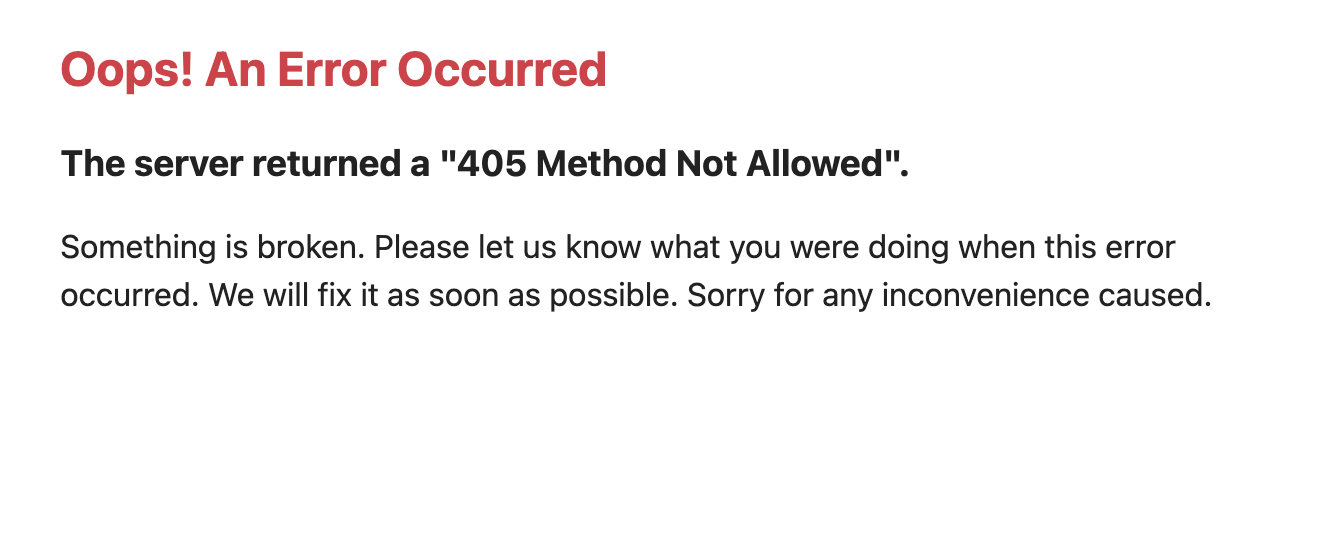 Oops! An Error Occurred
The server returned a "405 Method Not Allowed".
Something is broken. Please let us know what you were doing when this error
occurred. We will fix it as soon as possible. Sorry for any inconvenience caused.